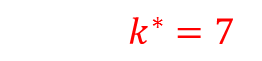 k* = 7